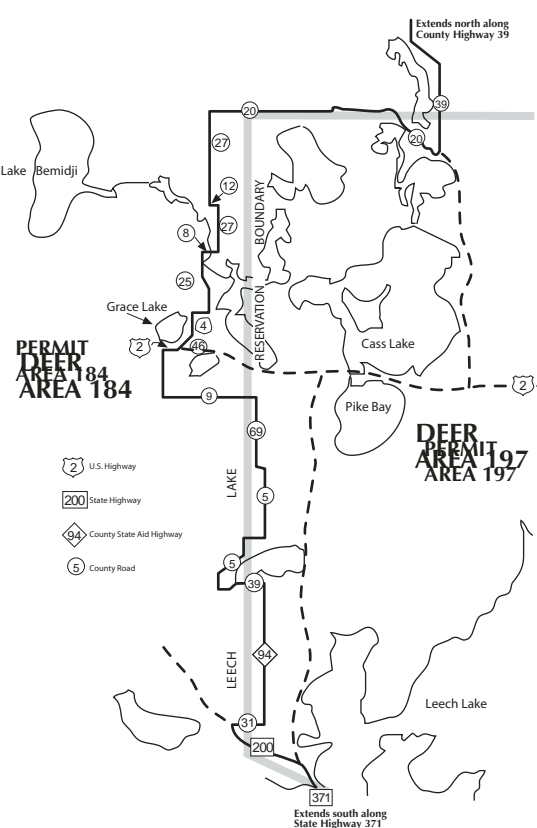 Extends north along
County Highway 39
39
20
20
27
Lake Bemidji
12
27
8
BOUNDARY
25
Grace Lake
4
RESERVATION
2
46
Cass Lake
PERMIT
DEER
AREA 184
AREA 184
2
9
Pike Bay
69
DEER
PERMIT
AREA 197
AREA 197
2 U.S. Highway
LAKE
200 State Highway
5
94 County State Aid Highway
5
5 County Road
39
94
LEECH
Leech Lake
31
200
371
Extends south along
State Highway 371